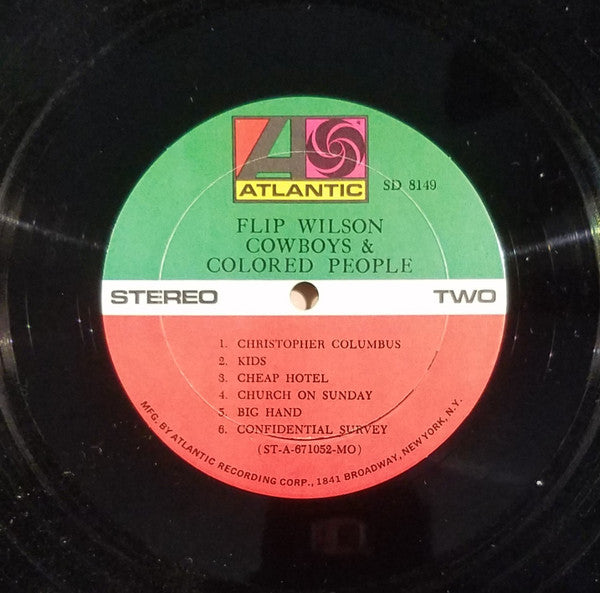 ATLANTIC
SD 8149
FLIP WILSON
COWBOYS &
COLORED PEOPLE
STEREO
TWO
1. CHRISTOPHER COLUMBUS
2. KIDS
3. CHEAP HOTEL
4. CHURCH ON SUNDAY
5. BIG HAND
6. CONFIDENTIAL SURVEY
(ST-A-671052-MO)
MFG. BY ATLANTIC RECORDING CORP., 1841 BROADWAY, NEW YORK, N.Y.